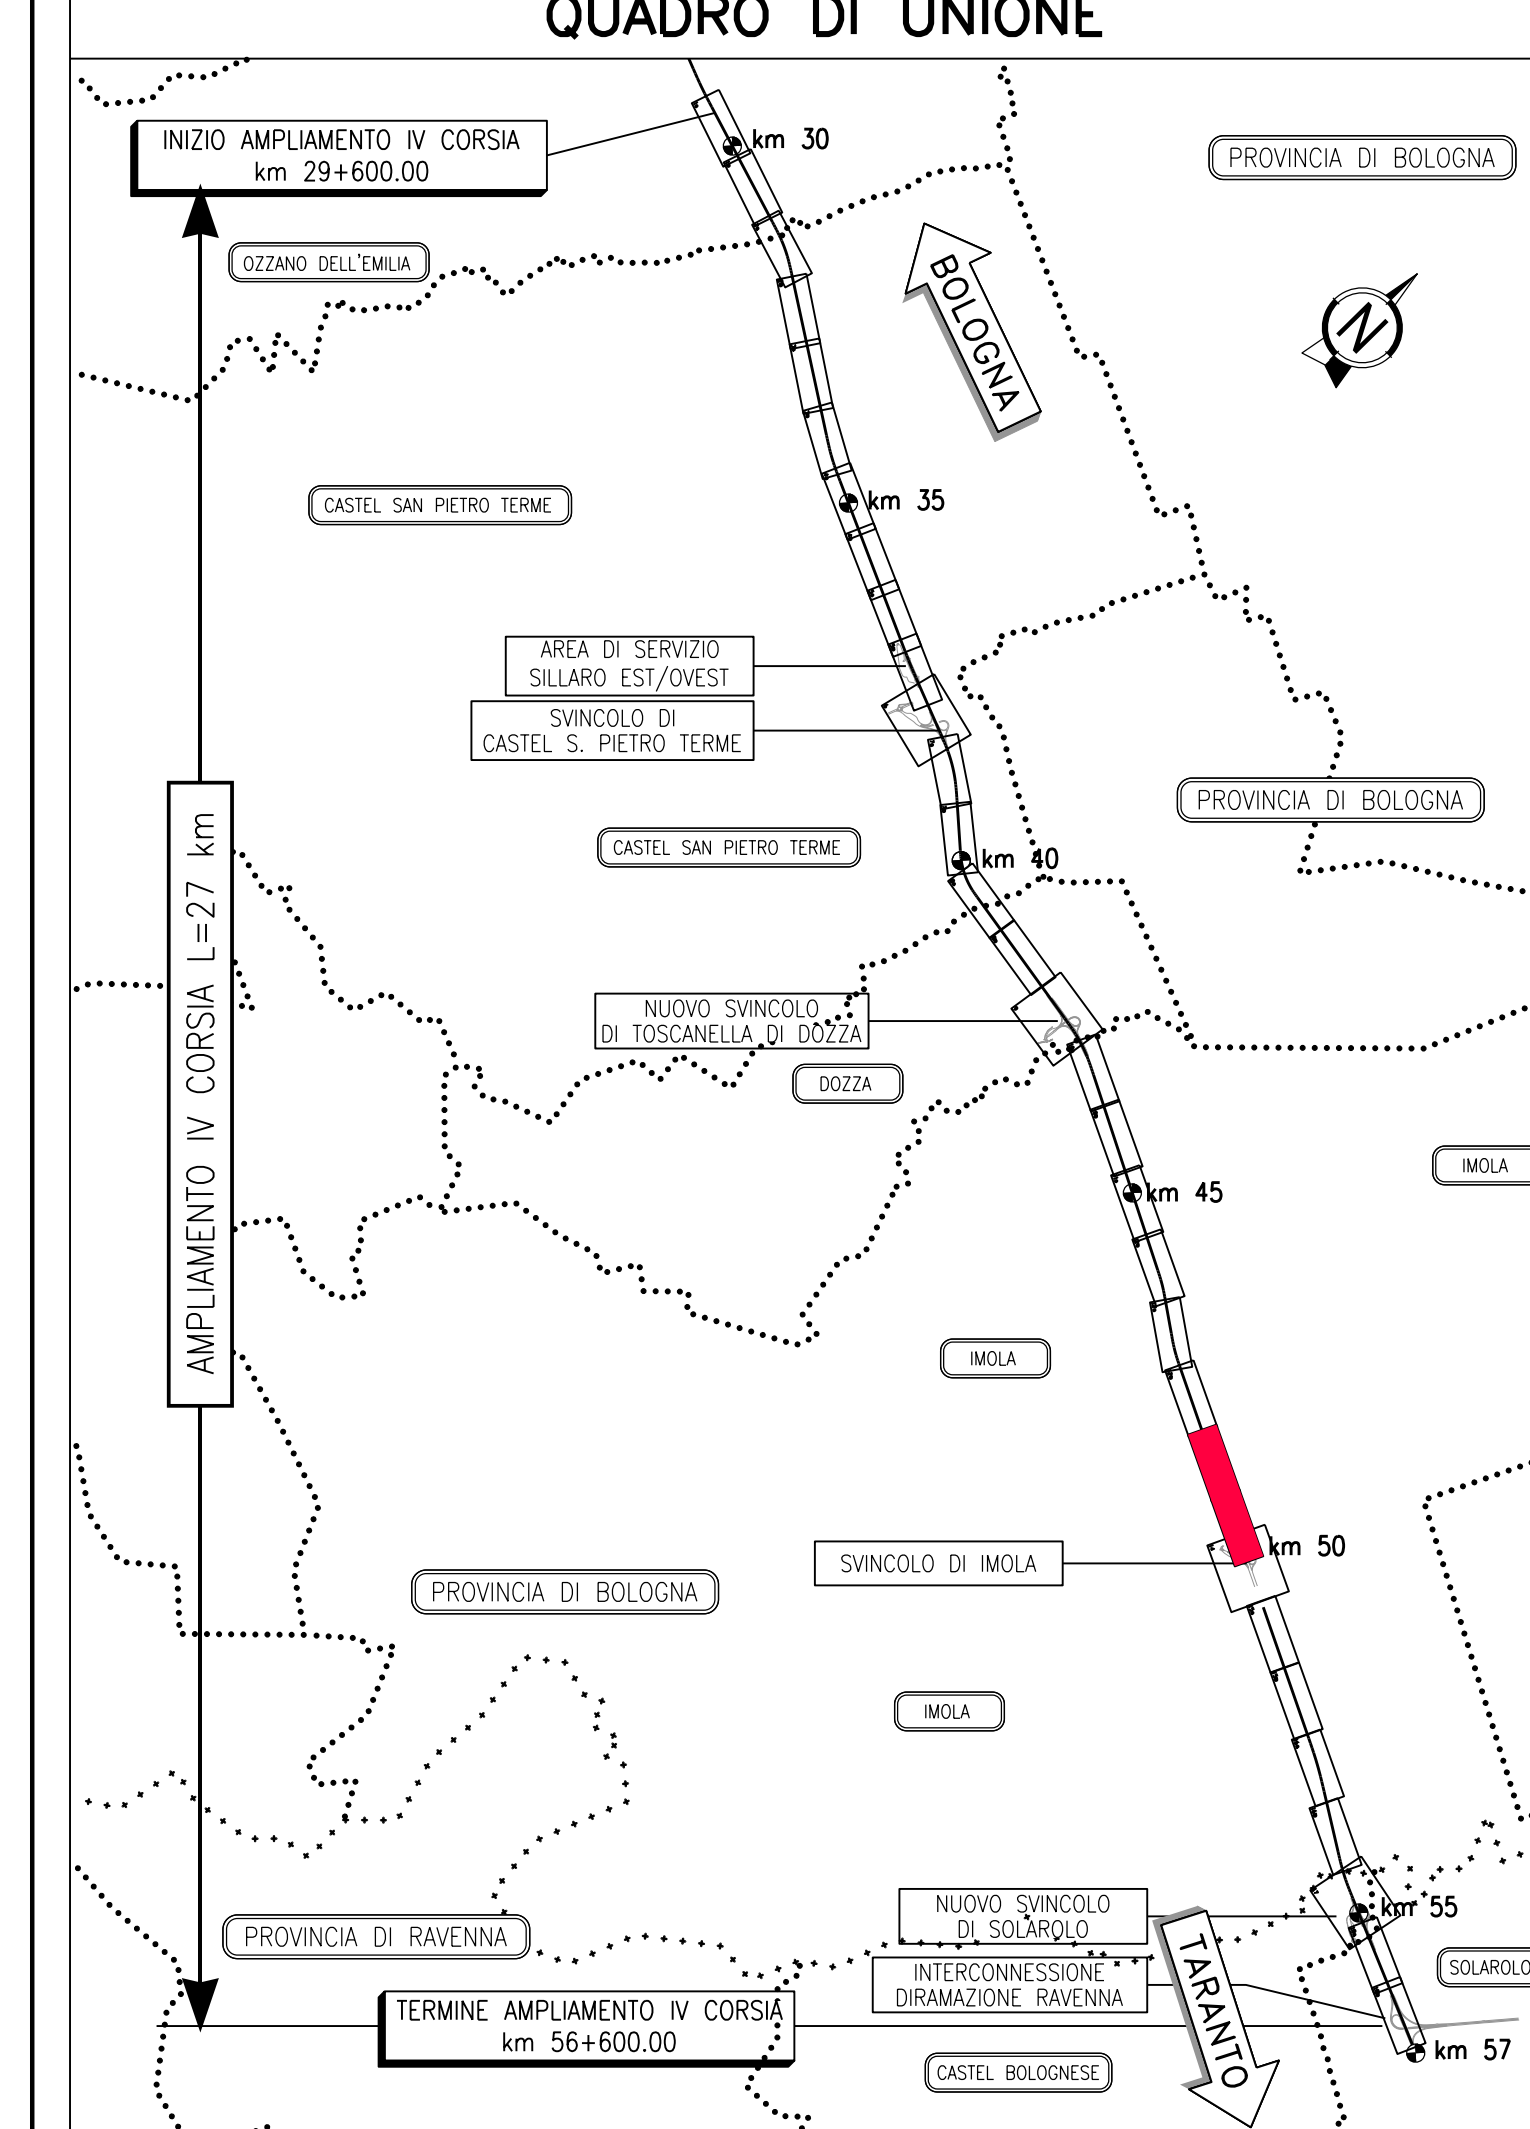 QUADRO DI UNIONE
INIZIO AMPLIAMENTO IV CORSIA
km 29+600.00
km 30
PROVINCIA DI BOLOGNA
OZZANO DELL'EMILIA
BOLOGNA
N
CASTEL SAN PIETRO TERME
km 35
AREA DI SERVIZIO
SILLARO EST/OVEST
SVINCOLO DI
CASTEL S. PIETRO TERME
PROVINCIA DI BOLOGNA
CASTEL SAN PIETRO TERME
km 40
AMPLIAMENTO IV CORSIA L=27 km
NUOVO SVINCOLO
DI TOSCANELLA DI DOZZA
DOZZA
IMOLA
km 45
IMOLA
km 50
SVINCOLO DI IMOLA
PROVINCIA DI BOLOGNA
IMOLA
NUOVO SVINCOLO
DI SOLAROLO
km 55
PROVINCIA DI RAVENNA
TARANTO
SOLAROLO
INTERCONNESSIONE
DIRAMAZIONE RAVENNA
TERMINE AMPLIAMENTO IV CORSIA
km 56+600.00
km 57
CASTEL BOLOGNESE